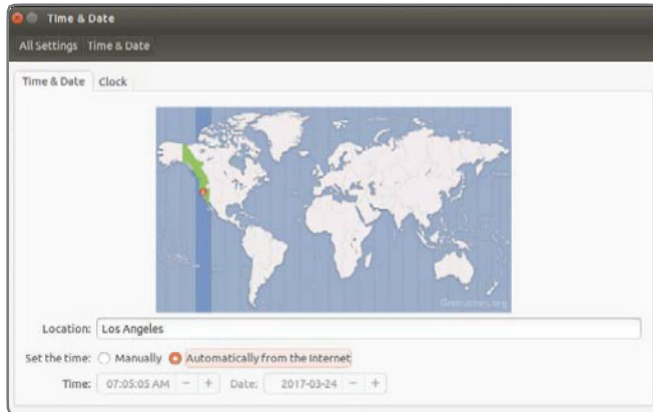 Time & Date
All Settings Time & Date
Time & Date Clock
Geonames.org
Location: Los Angeles
Set the time: Manually Automatically from the Internet
Time: 07:05:05 AM - + Date: 2017-03-24 - +